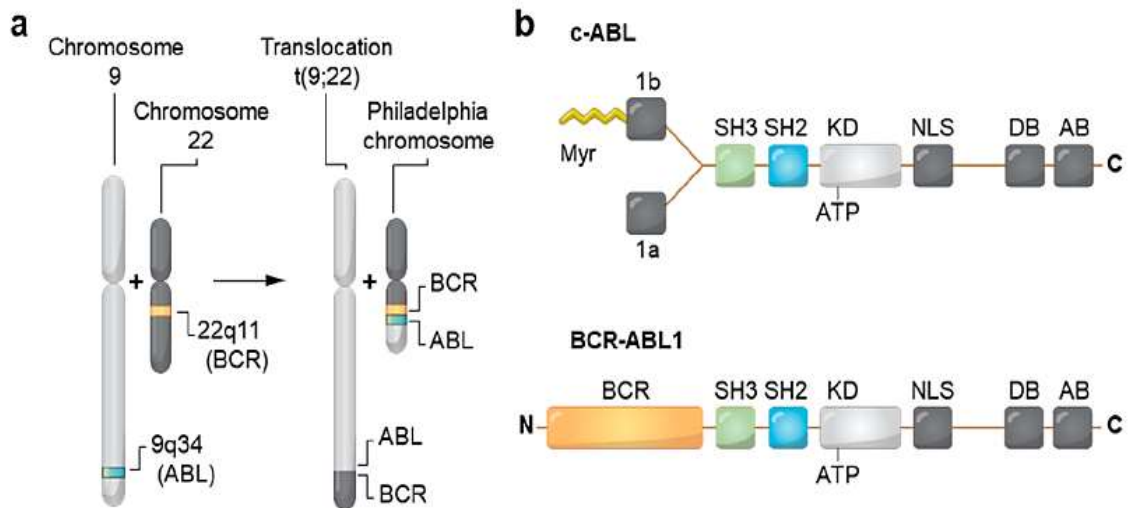 a
Chromosome
9
Chromosome
22
+
22q11
(BCR)
9q34
(ABL)
Translocation
t(9;22)
Philadelphia
chromosome
+
BCR
ABL
ABL
BCR
b
c-ABL
1b
Myr
1a
SH3 SH2 KD NLS DB AB
C
ATP
BCR-ABL1
BCR SH3 SH2 KD NLS DB AB
N C
ATP